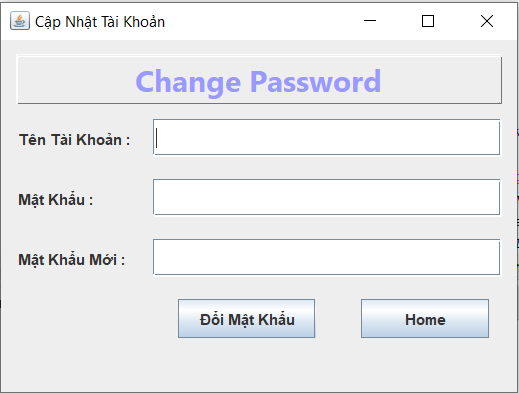 Cập Nhật Tài Khoản
Change Password
Tên Tài Khoản :
Mật Khẩu :
Mật Khẩu Mới :
Đổi Mật Khẩu
Home